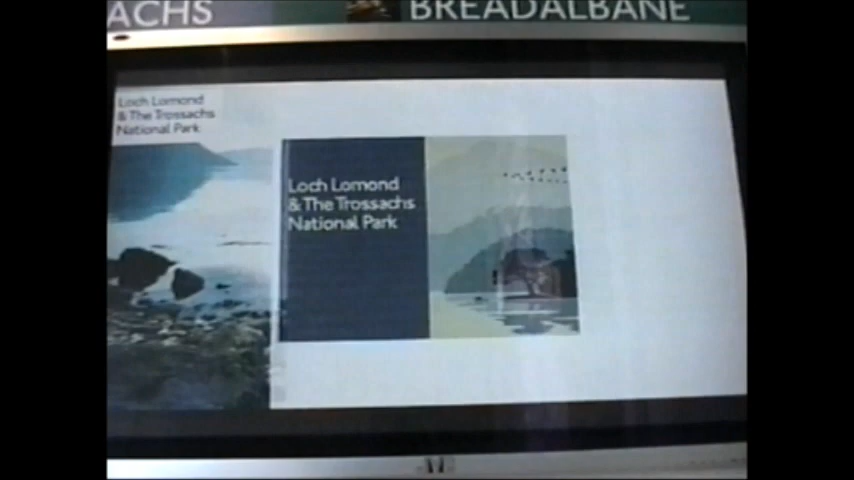 ACHS
BREADALBANE
Loch Lomond
& The Trossachs
National Park
Loch Lomond
& The Trossachs
National Park